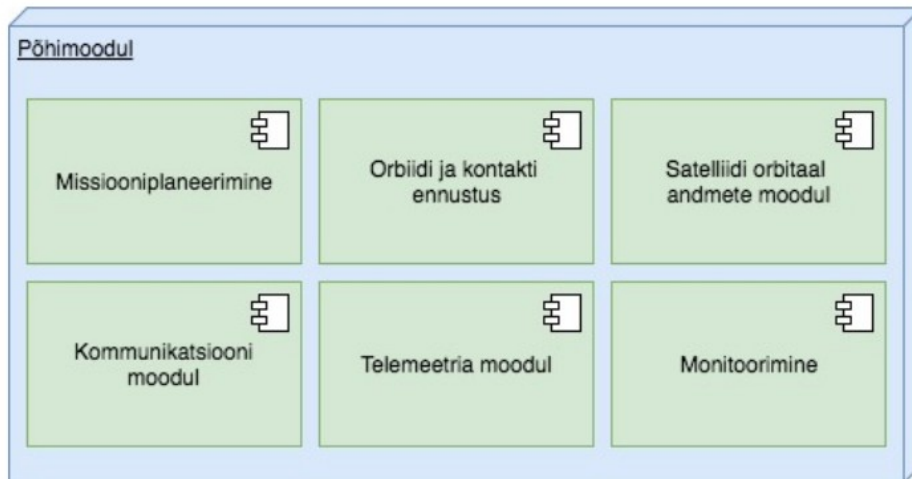 Põhimoodul
Missiooniplaneerimine
Orbiidi ja kontakti
ennustus
Satelliidi orbitaal
andmete moodul
Kommunikatsiooni
moodul
Telemeetria moodul
Monitoorimine